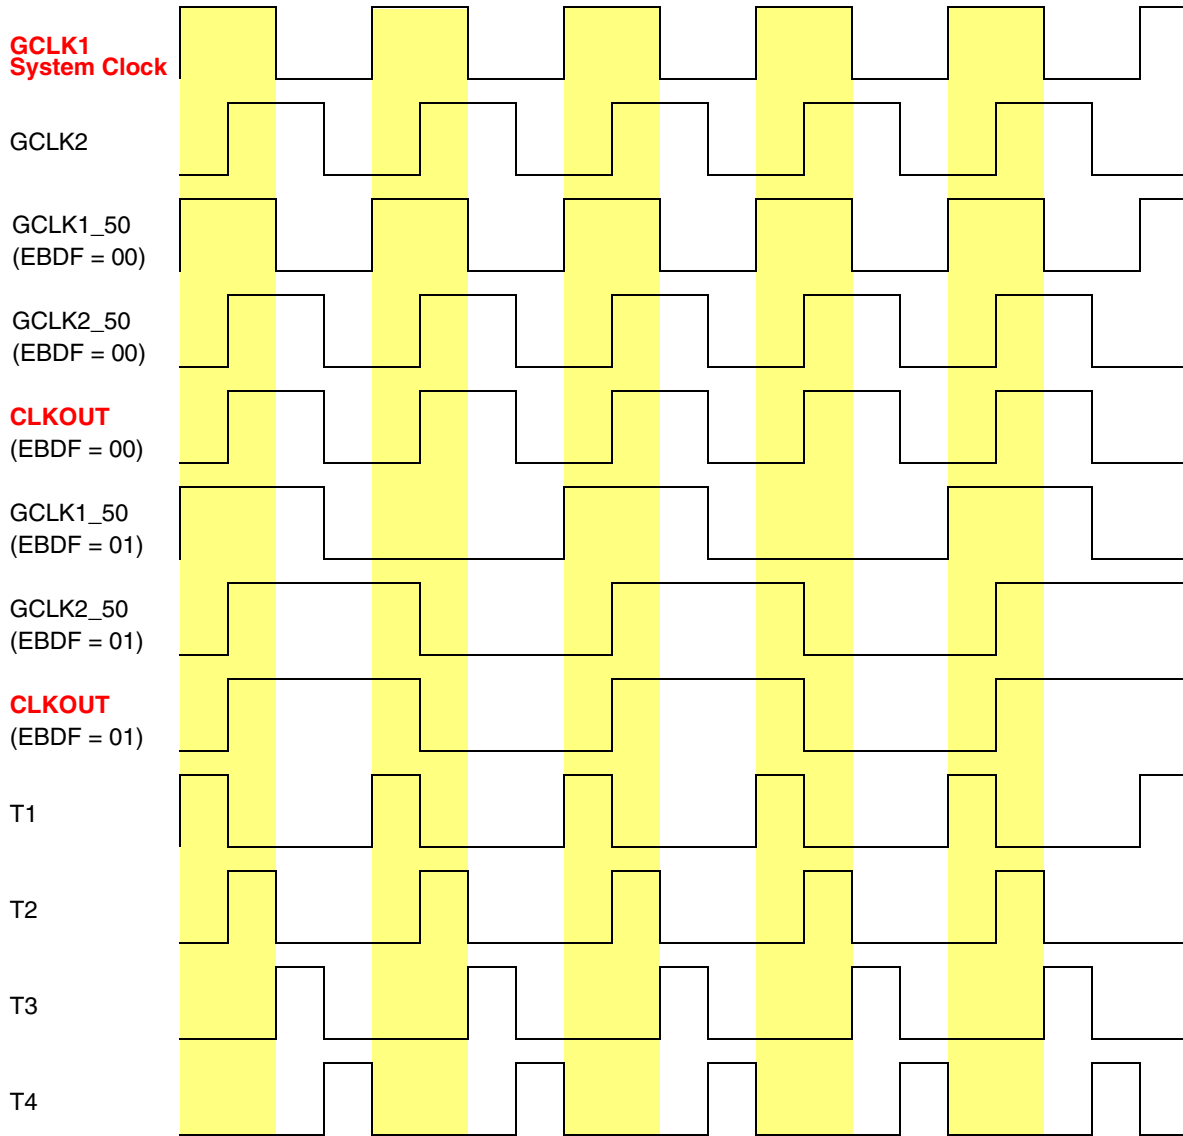 GCLK1
System Clock
GCLK2
GCLK1_50
(EBDF = 00)
GCLK2_50
(EBDF = 00)
CLKOUT
(EBDF = 00)
GCLK1_50
(EBDF = 01)
GCLK2_50
(EBDF = 01)
CLKOUT
(EBDF = 01)
T1
T2
T3
T4